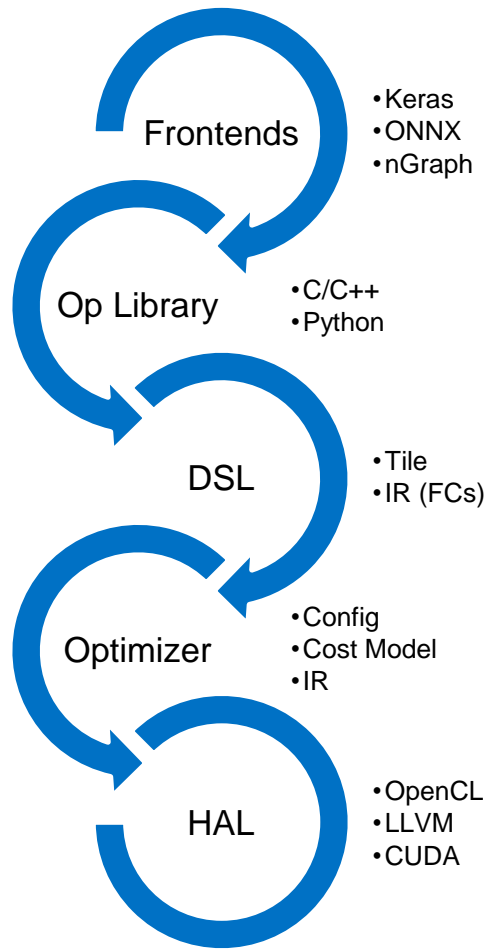 Frontends
•Keras
•ONNX
•nGraph
Op Library
•C/C++
•Python
DSL
•Tile
•IR (FCs)
Optimizer
•Config
•Cost Model
•IR
HAL
•OpenCL
•LLVM
•CUDA